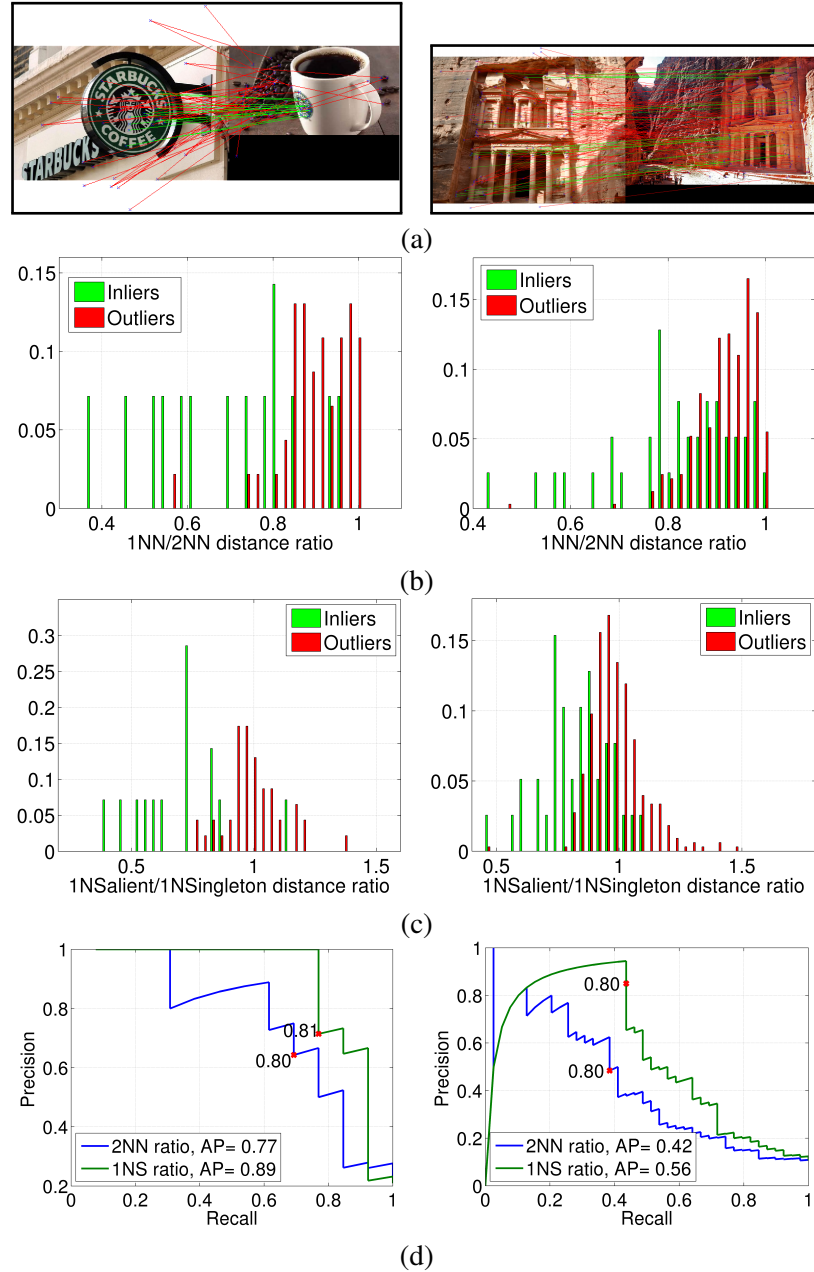 STARBUCKS
COFFEE
STARBUCKS
(a)
0.15
0.1
0.05
0
Inliers
Outliers
0.4 0.6 0.8 1
1NN/2NN distance ratio
0.15
0.1
0.05
0
Inliers
Outliers
0.4 0.6 0.8 1
1NN/2NN distance ratio
(b)
0.3
0.25
0.2
0.15
0.1
0.05
0
Inliers
Outliers
0.5 1 1.5
1NSalient/1NSingleton distance ratio
0.15
0.1
0.05
0
Inliers
Outliers
0.5 1 1.5
1NSalient/1NSingleton distance ratio
(c)
1
0.8
0.6
0.4
0.2
Precision
0.81
0.80
2NN ratio, AP= 0.77
1NS ratio, AP= 0.89
0 0.2 0.4 0.6 0.8 1
Recall
1
0.8
0.6
0.4
0.2
0
Precision
0.80
0.80
2NN ratio, AP= 0.42
1NS ratio, AP= 0.56
0 0.2 0.4 0.6 0.8 1
Recall
(d)